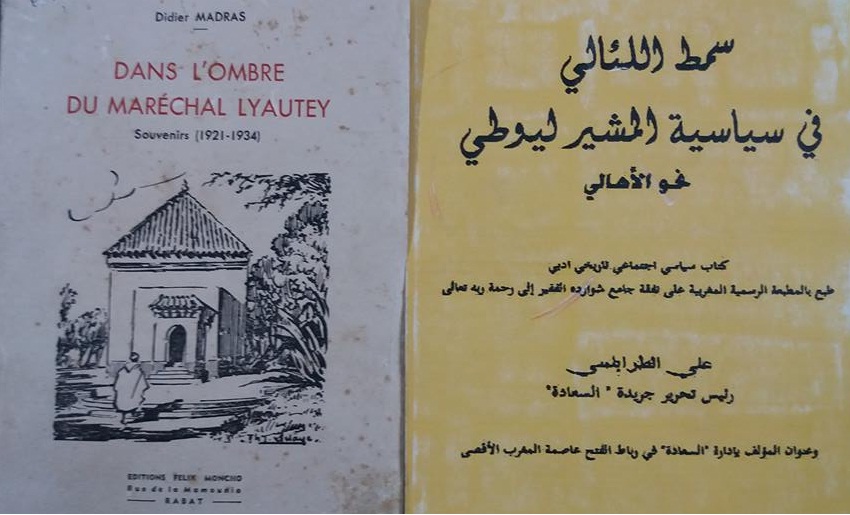 Didier MADRAS
DANS L'OMBRE
DU MARÉCHAL LYAUTEY
Souvenirs (1921-1934)
EDITIONS FELIX MONCHO
Rue de la Mamounia
RABAT
سمط اللئالي
في سياسية المشير ليوطي
نحو الأهالي
كتاب سياسي اجتماعي تاريخي ادبي
طبع بالمطبعة الرسمية المغربية على نفقة جامع شوارده الفقير إلى رحمة ربه تعالى
علي الطرابلسي
رئيس تحرير جريدة " السعادة"
وعنوان المؤلف بإدارة "السعادة" في رباط الفتح عاصمة المغرب الأقصى